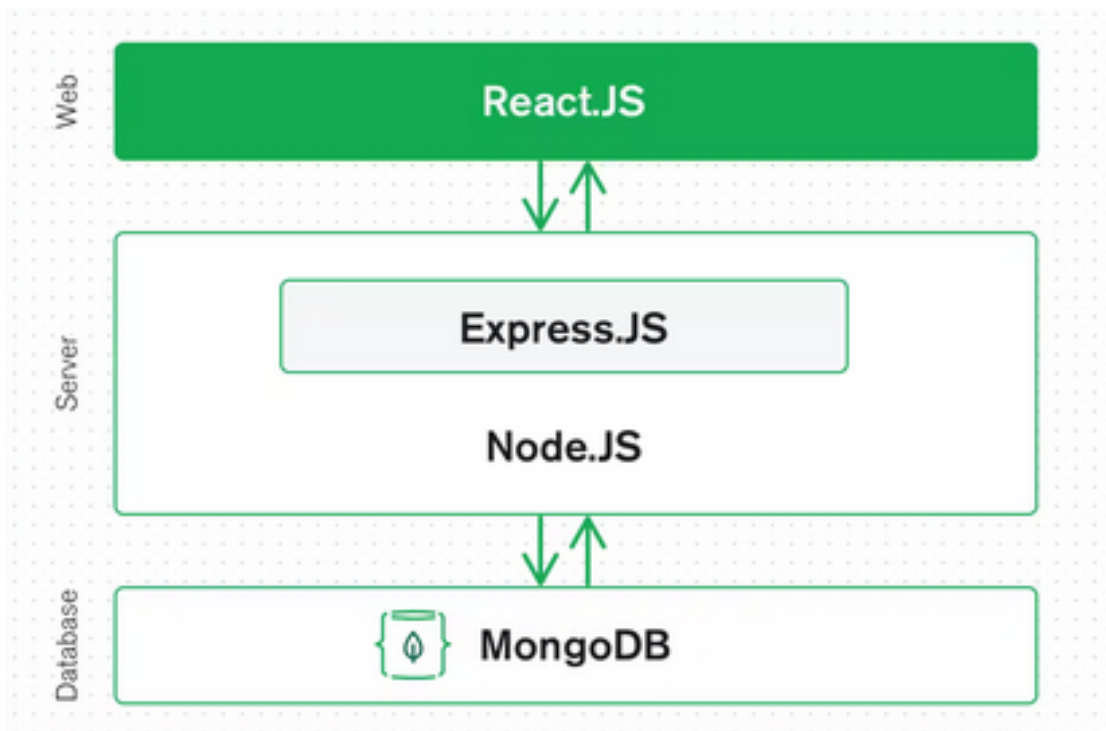 Web
React.JS
Server
Express.JS
Node.JS
Database
MongoDB